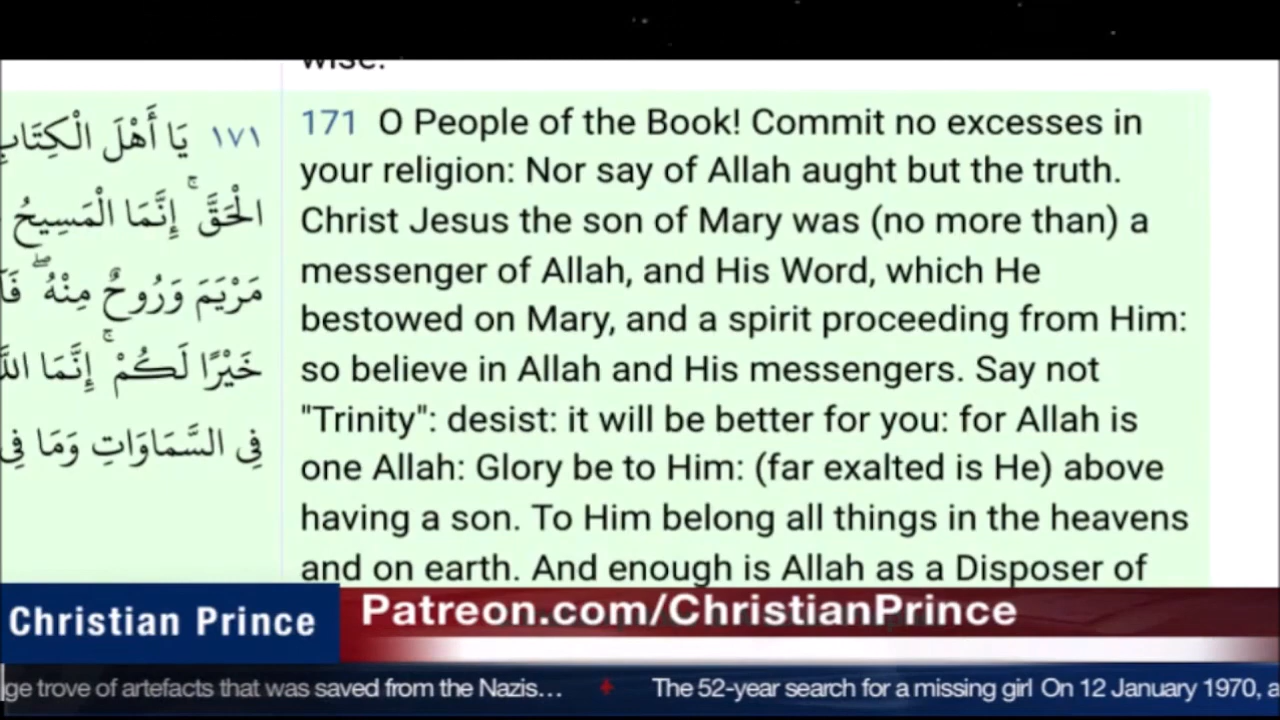 wise.
١٧١ يَا أَهْلَ الْكِتَابِ
الْحَقَّ ۚ إِنَّمَا الْمَسِيحُ
مَرْيَمَ وَرُوحٌ مِنْهُ ۖ
خَيْرًا لَكُمْ ۚ إِنَّمَا
فِي السَّمَاوَاتِ وَمَا فِي
171 O People of the Book! Commit no excesses in
your religion: Nor say of Allah aught but the truth.
Christ Jesus the son of Mary was (no more than) a
messenger of Allah, and His Word, which He
bestowed on Mary, and a spirit proceeding from Him:
so believe in Allah and His messengers. Say not
"Trinity": desist: it will be better for you: for Allah is
one Allah: Glory be to Him: (far exalted is He) above
having a son. To Him belong all things in the heavens
and on earth. And enough is Allah as a Disposer of
Christian Prince
Patreon.com/ChristianPrince
ge trove of artefacts that was saved from the Nazis... The 52-year search for a missing girl On 12 January 1970, a